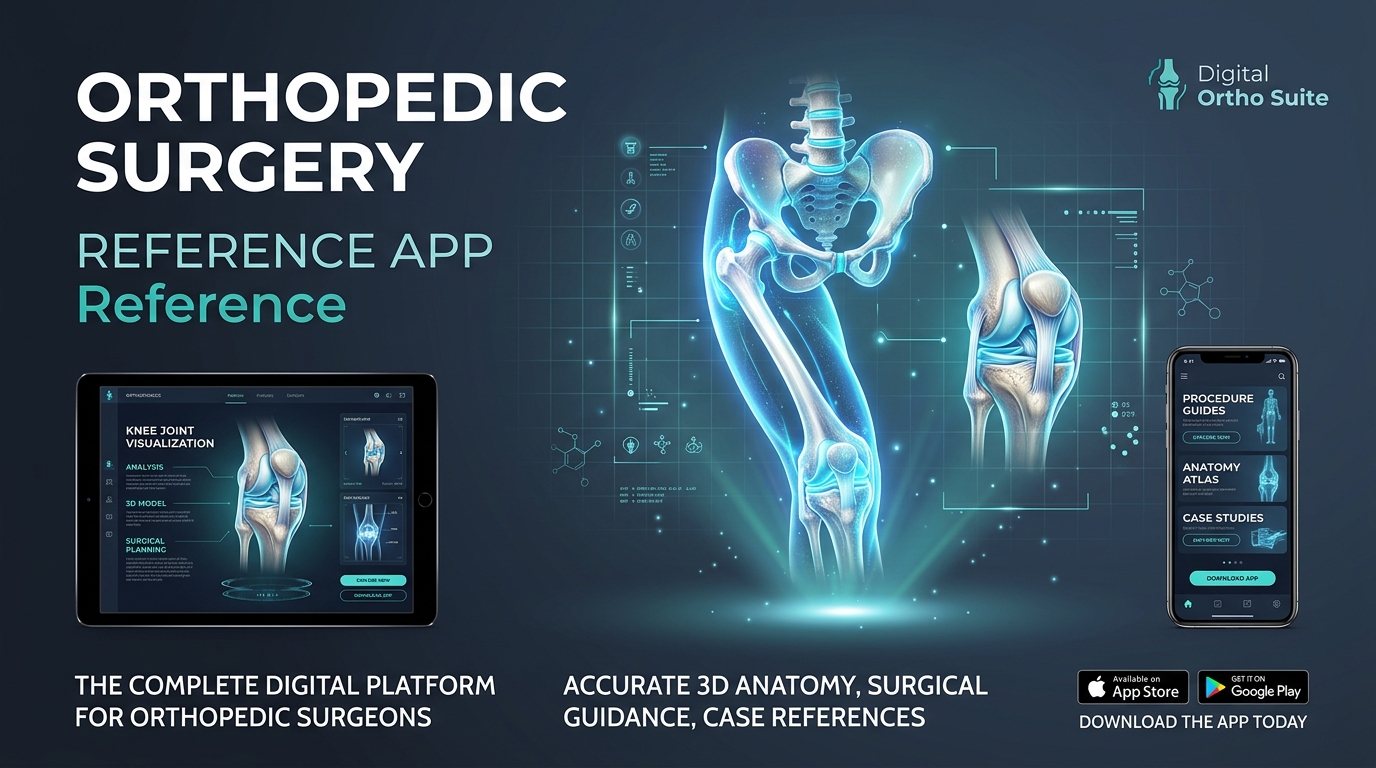 ORTHOPEDIC
SURGERY
REFERENCE APP
Reference
Digital
Ortho Suite
KNEE JOINT
VISUALIZATION
ANALYSIS
3D MODEL
SURGICAL
PLANNING
PROCEDURE
GUIDES
ANATOMY
ATLAS
CASE STUDIES
DOWNLOAD APP
THE COMPLETE DIGITAL PLATFORM
FOR ORTHOPEDIC SURGEONS
ACCURATE 3D ANATOMY, SURGICAL
GUIDANCE, CASE REFERENCES
Available on
App Store
GET IT ON
Google Play
DOWNLOAD THE APP TODAY